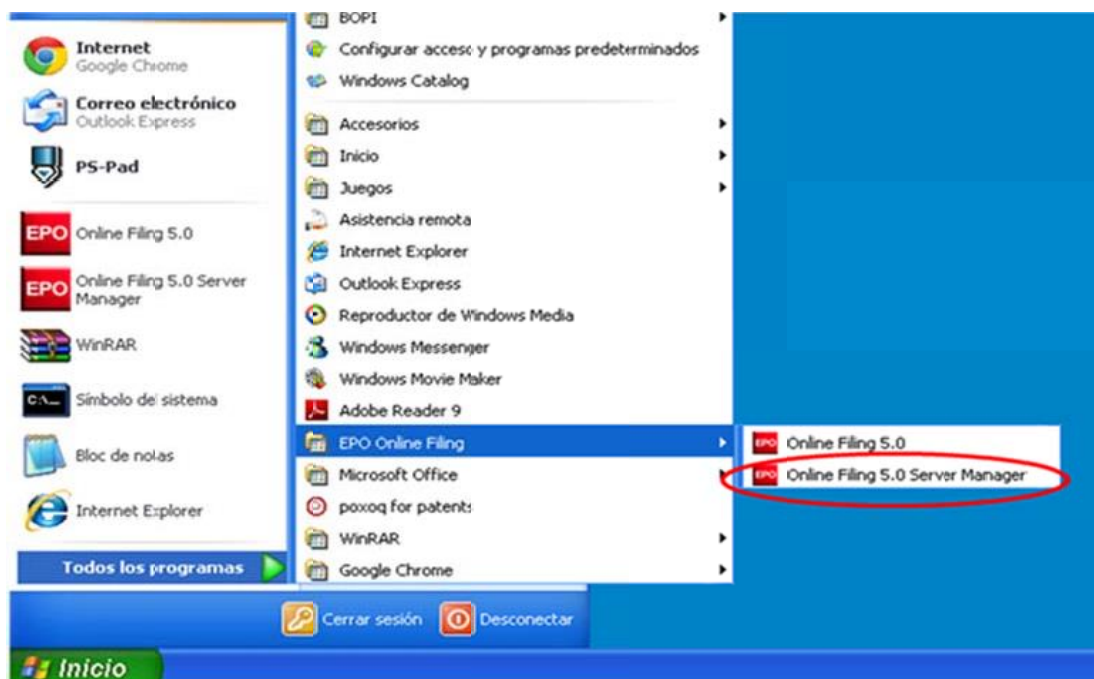 Internet
Google Chrome
Correo electrónico
Outlook Express
PS-Pad
EPO Online Filing 5.0
EPO Online Filing 5.0 Server
Manager
WinRAR
C:\_ Símbolo del sistema
Bloc de notas
Internet Explorer
Todos los programas
BOPI
Configurar acceso y programas predeterminados
Windows Catalog
Accesorios
Inicio
Juegos
Asistencia remota
Internet Explorer
Outlook Express
Reproductor de Windows Media
Windows Messenger
Windows Movie Maker
Adobe Reader 9
EPO Online Filing
Microsoft Office
poxoq for patents
WinRAR
Google Chrome
EPO Online Filing 5.0
EPO Online Filing 5.0 Server Manager
Cerrar sesión
Desconectar
Inicio